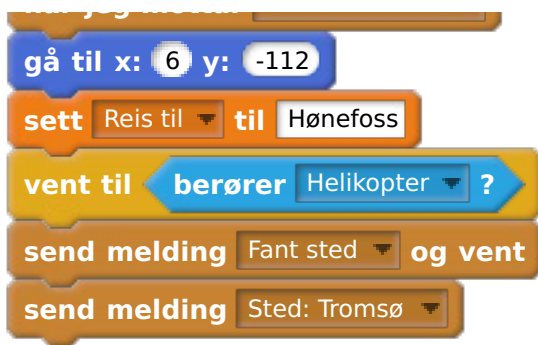 gå til x: 6 y: -112
sett Reis til til Hønefoss
vent til berører Helikopter ?
send melding Fant sted og vent
send melding Sted: Tromsø